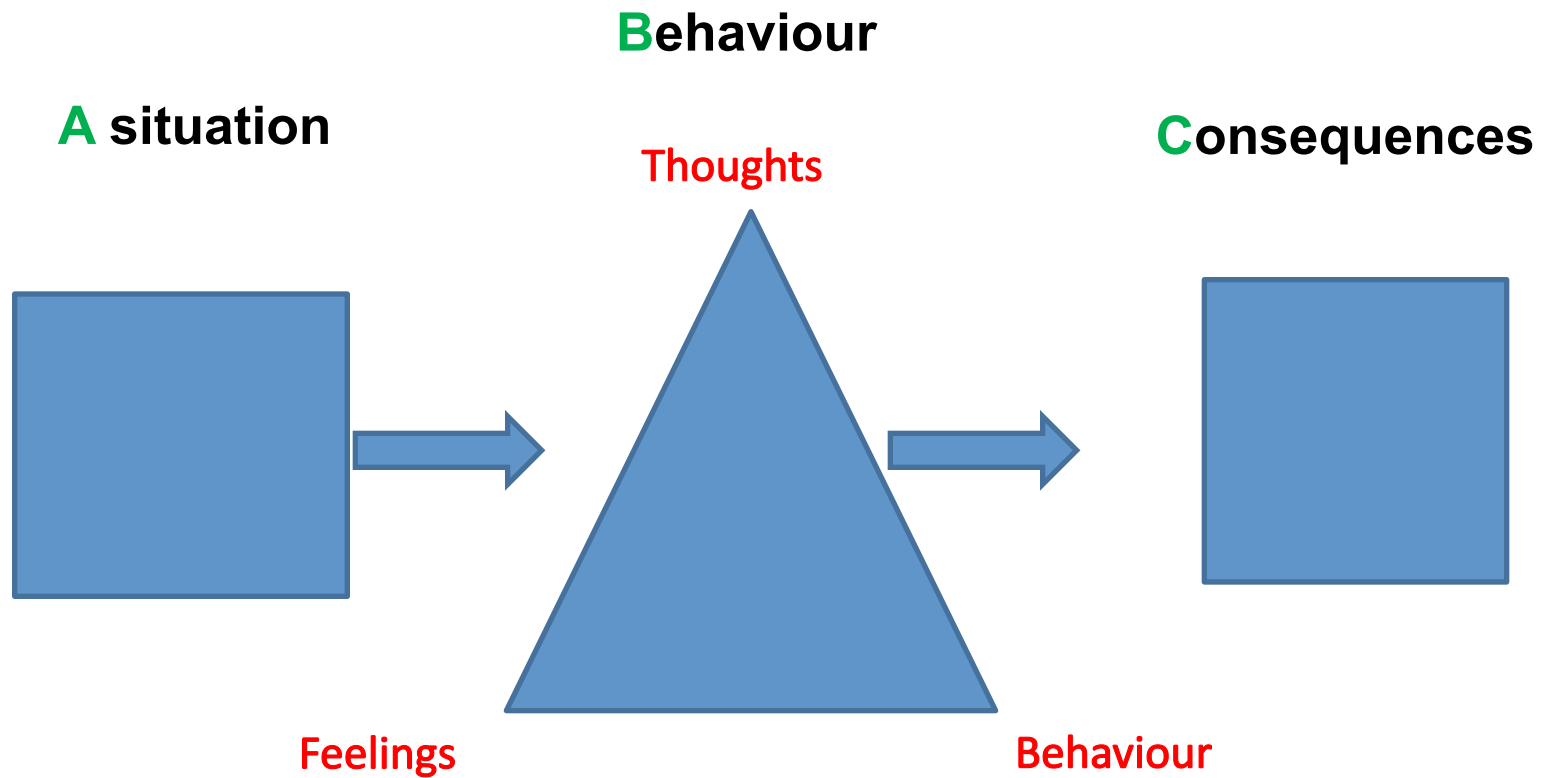 Behaviour
A situation
Consequences
Thoughts
Feelings
Behaviour